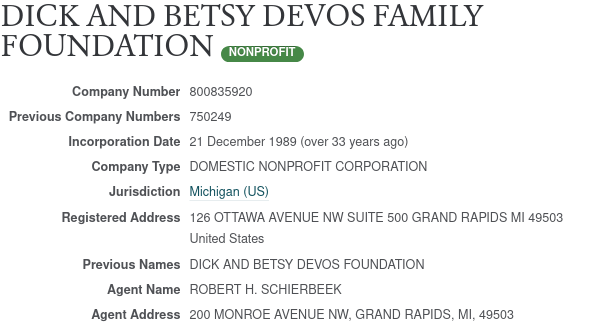 DICK AND BETSY DEVOS FAMILY
FOUNDATION NONPROFIT
Company Number 800835920
Previous Company Numbers 750249
Incorporation Date 21 December 1989 (over 33 years ago)
Company Type DOMESTIC NONPROFIT CORPORATION
Jurisdiction Michigan (US)
Registered Address 126 OTTAWA AVENUE NW SUITE 500 GRAND RAPIDS MI 49503
United States
Previous Names DICK AND BETSY DEVOS FOUNDATION
Agent Name ROBERT H. SCHIERBEEK
Agent Address 200 MONROE AVENUE NW, GRAND RAPIDS, MI, 49503